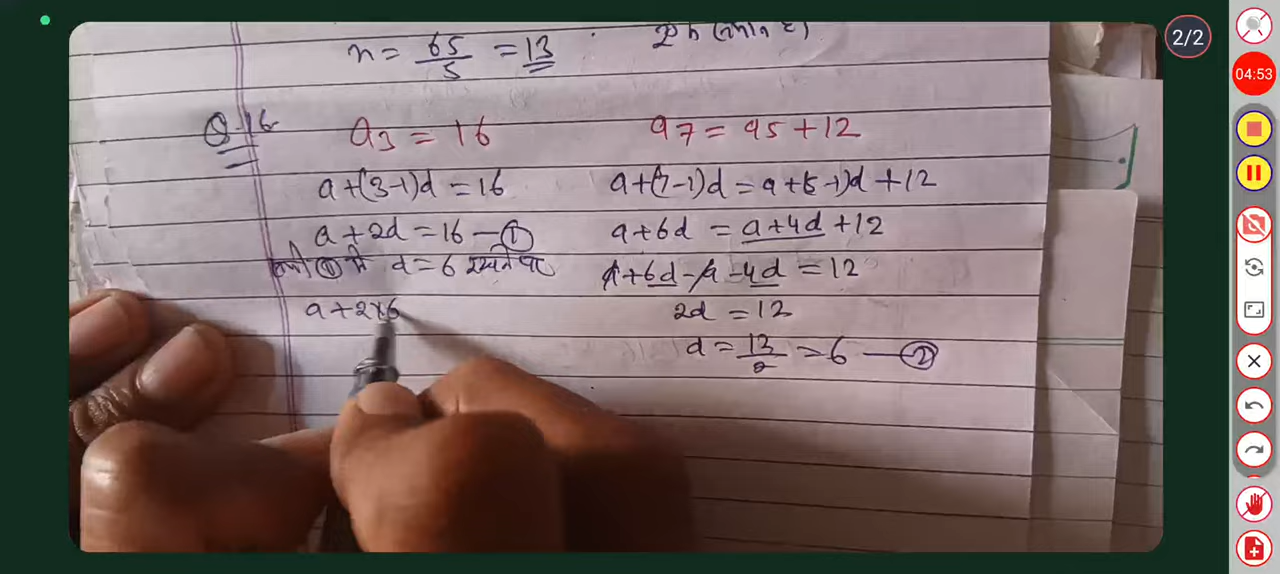 n = 65/5 = 13
2/2
04:53
Q-16
a3 = 16
a7 = a5 + 12
a+(3-1)d = 16
a+(7-1)d = a+(5-1)d + 12
a + 2d = 16 — ①
a+6d = a+4d + 12
① में d = 6 रखने पर
a+6d - a - 4d = 12
a + 2×6
2d = 12
d = 12/2 = 6 — ②